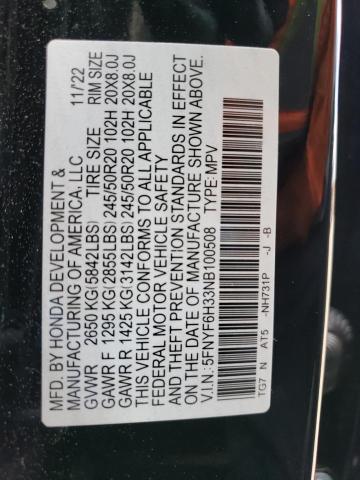 MFD. BY HONDA DEVELOPMENT & 11/'22
MANUFACTURING OF AMERICA, LLC
GVWR 2650 KG(5842LBS) TIRE SIZE RIM SIZE
GAWR F 1295 KG(2855LBS) 245/50R20 102H 20X8.0J
GAWR R 1425 KG(3142LBS) 245/50R20 102H 20X8.0J
THIS VEHICLE CONFORMS TO ALL APPLICABLE
FEDERAL MOTOR VEHICLE SAFETY
AND THEFT PREVENTION STANDARDS IN EFFECT
ON THE DATE OF MANUFACTURE SHOWN ABOVE.
V.I.N.:5FNYF6H33NB100508 TYPE:MPV
TG7 N AT5 -NH731P -J -B